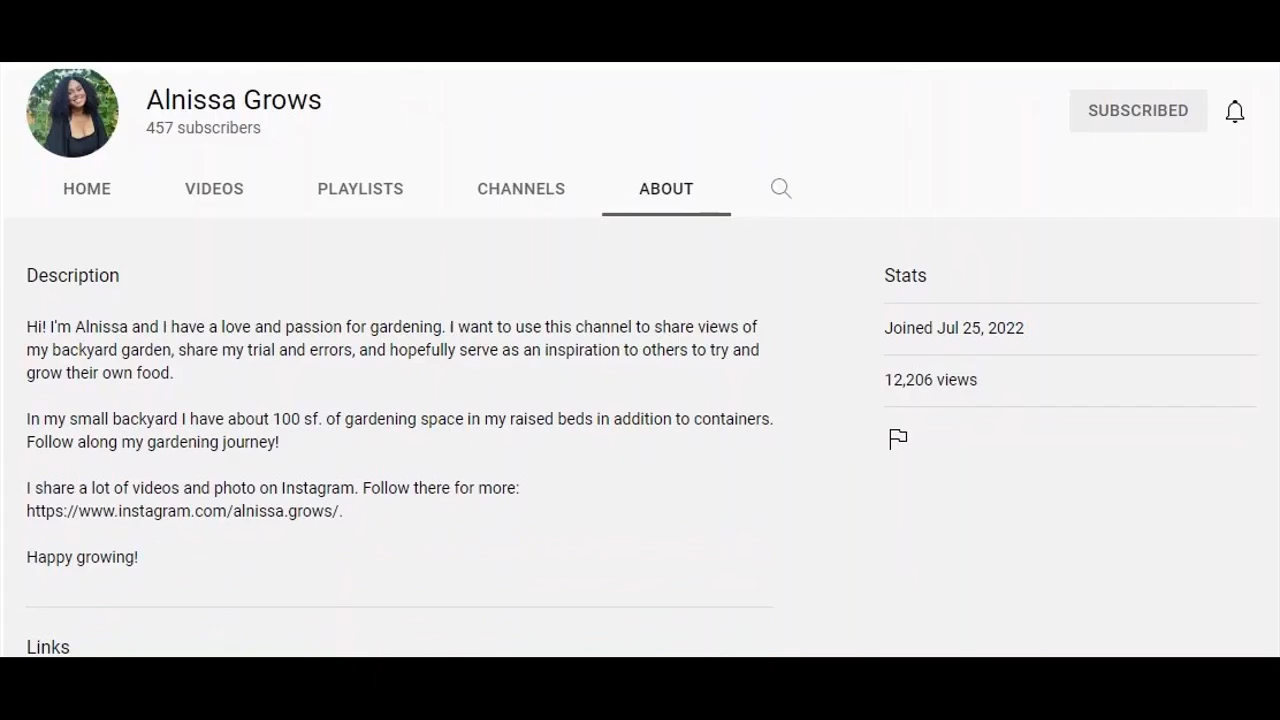 Alnissa Grows
457 subscribers
SUBSCRIBED
HOME VIDEOS PLAYLISTS CHANNELS ABOUT
Description
Hi! I'm Alnissa and I have a love and passion for gardening. I want to use this channel to share views of
my backyard garden, share my trial and errors, and hopefully serve as an inspiration to others to try and
grow their own food.
In my small backyard I have about 100 sf. of gardening space in my raised beds in addition to containers.
Follow along my gardening journey!
I share a lot of videos and photo on Instagram. Follow there for more:
https://www.instagram.com/alnissa.grows/.
Happy growing!
Links
Stats
Joined Jul 25, 2022
12,206 views